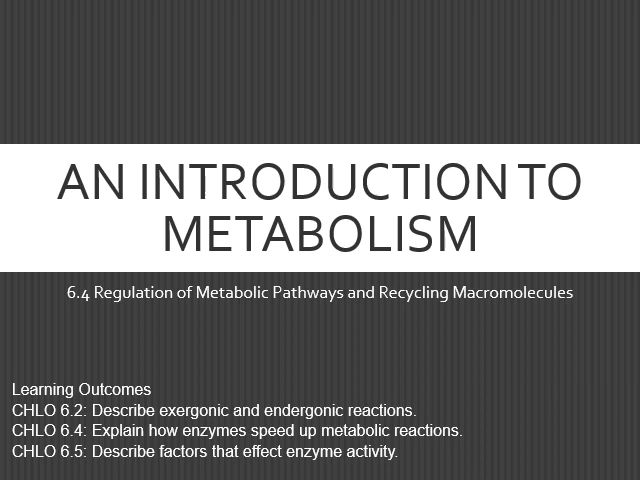 AN INTRODUCTION TO
METABOLISM
6.4 Regulation of Metabolic Pathways and Recycling Macromolecules
Learning Outcomes
CHLO 6.2: Describe exergonic and endergonic reactions.
CHLO 6.4: Explain how enzymes speed up metabolic reactions.
CHLO 6.5: Describe factors that effect enzyme activity.